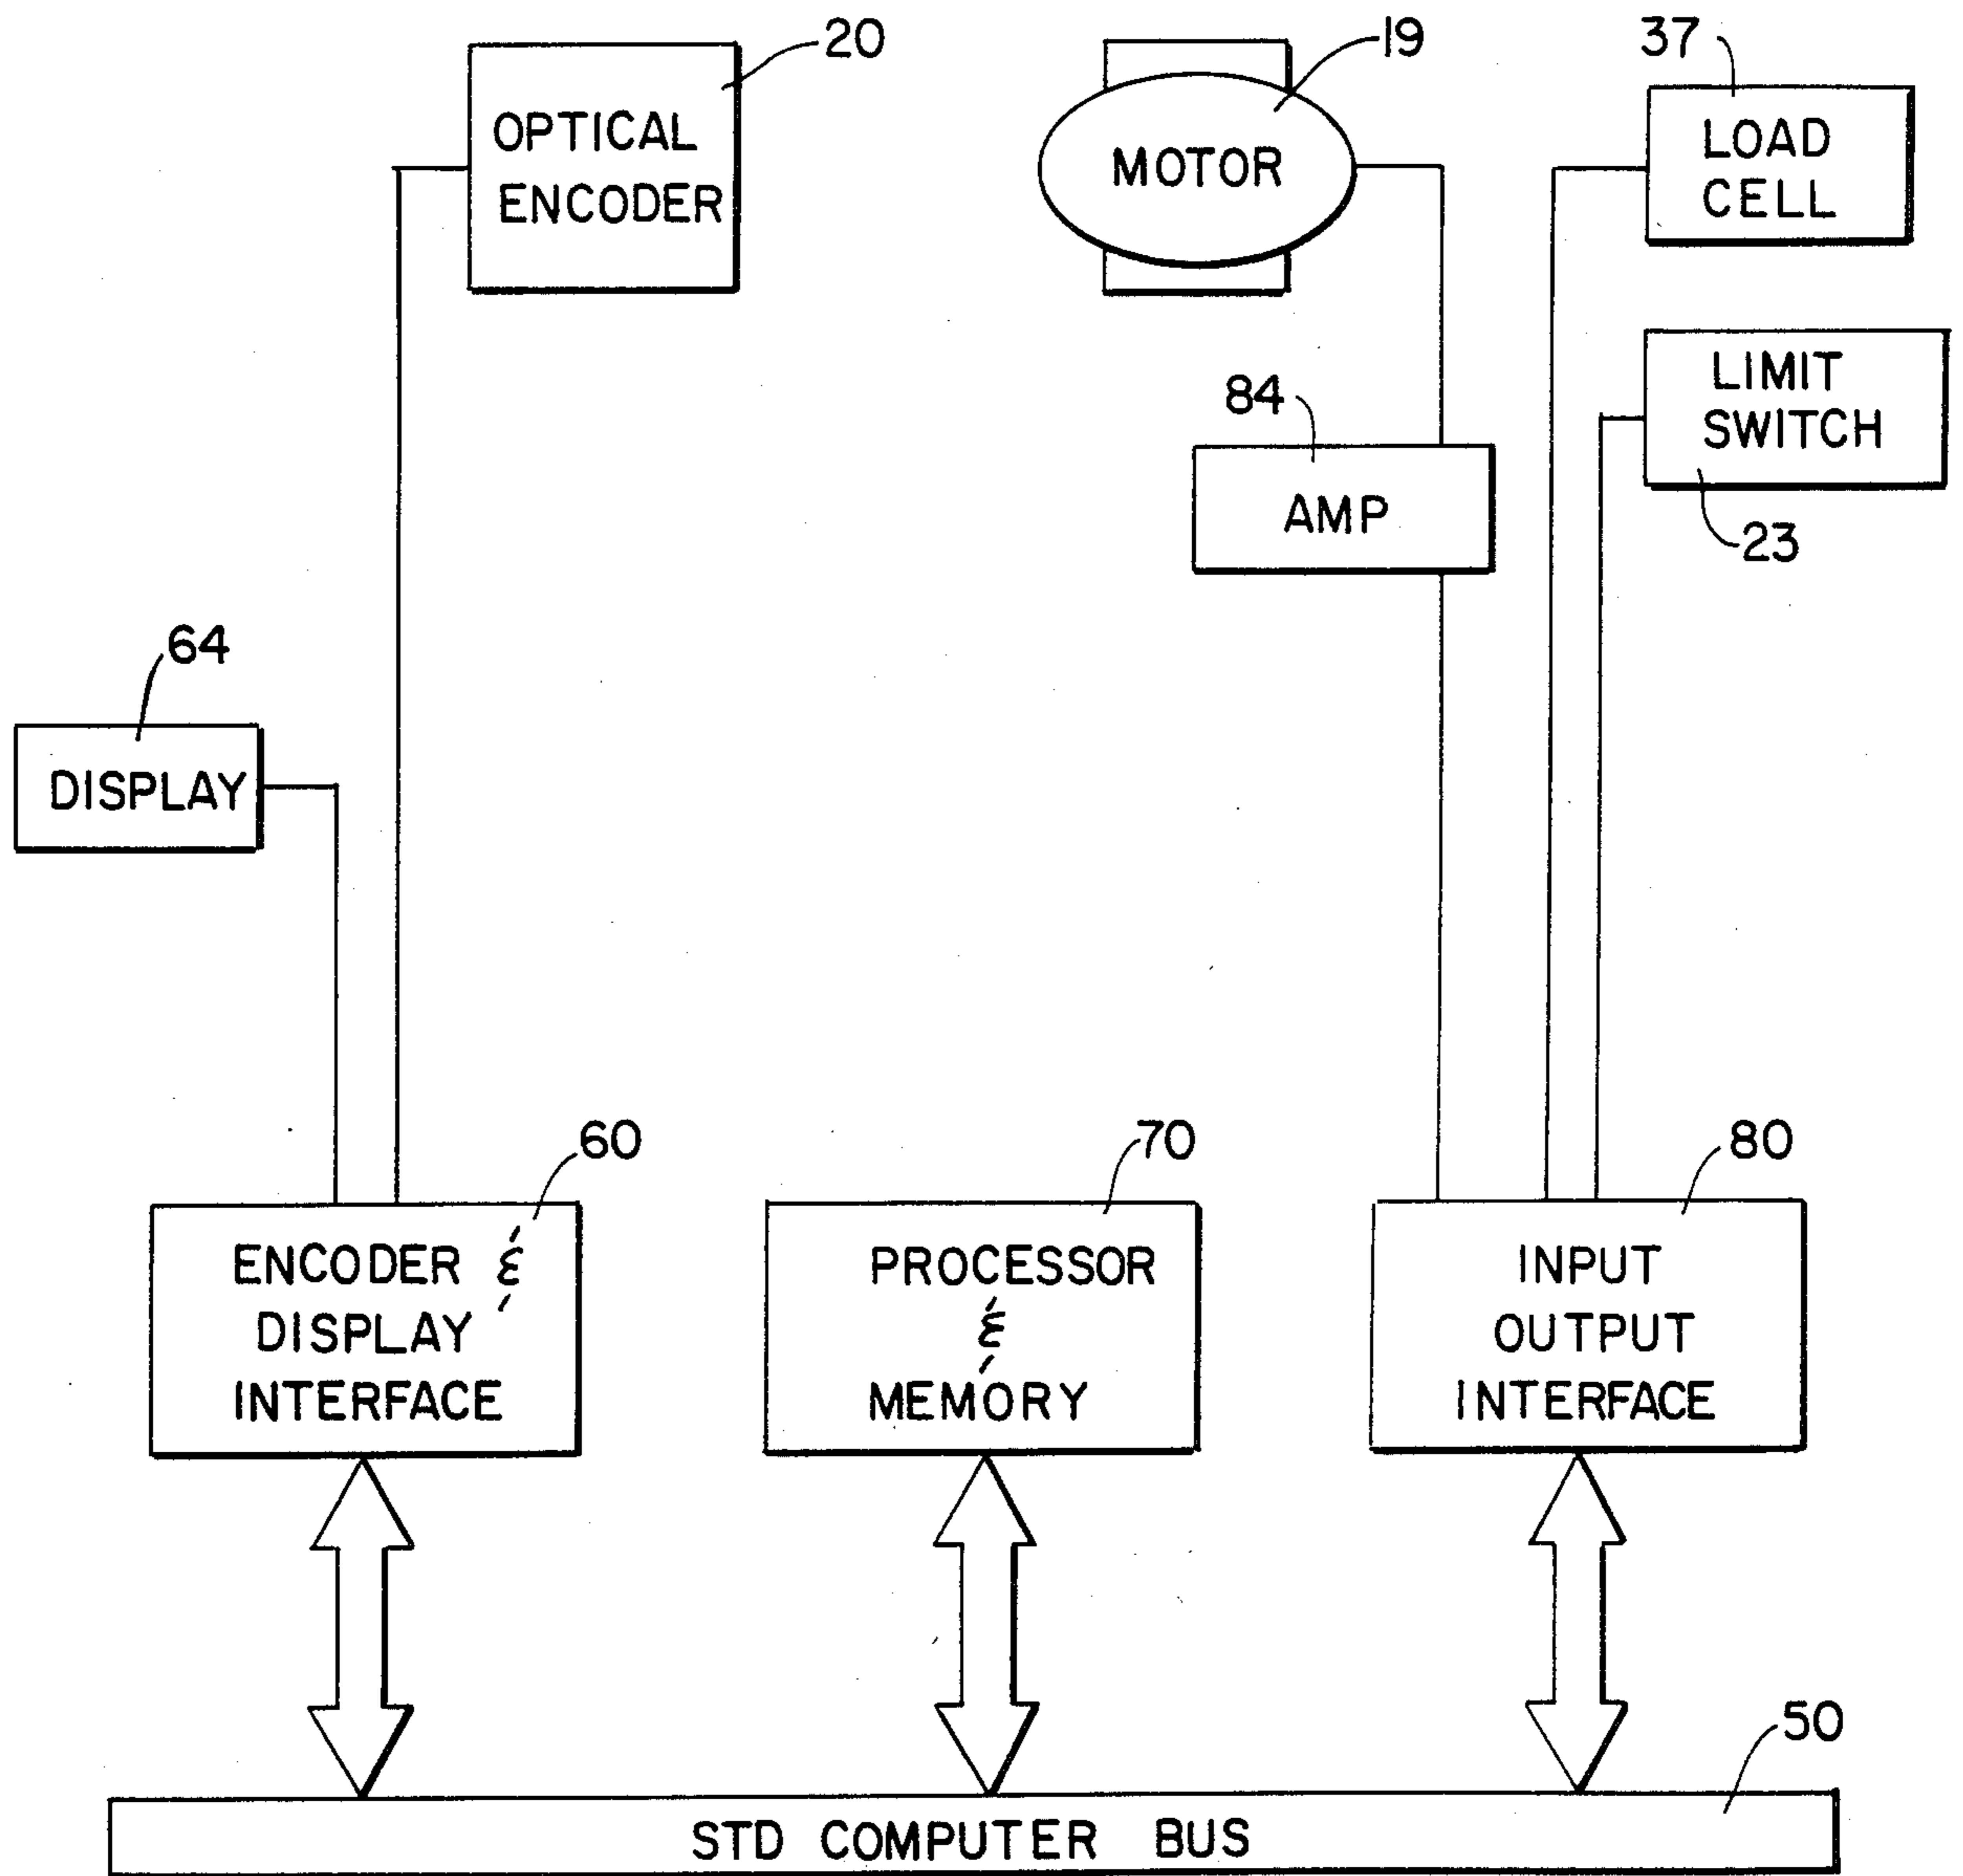 20
OPTICAL
ENCODER
19
MOTOR
37
LOAD
CELL
LIMIT
SWITCH
23
84
AMP
64
DISPLAY
60
ENCODER &
DISPLAY
INTERFACE
70
PROCESSOR
&
MEMORY
80
INPUT
OUTPUT
INTERFACE
50
STD COMPUTER BUS